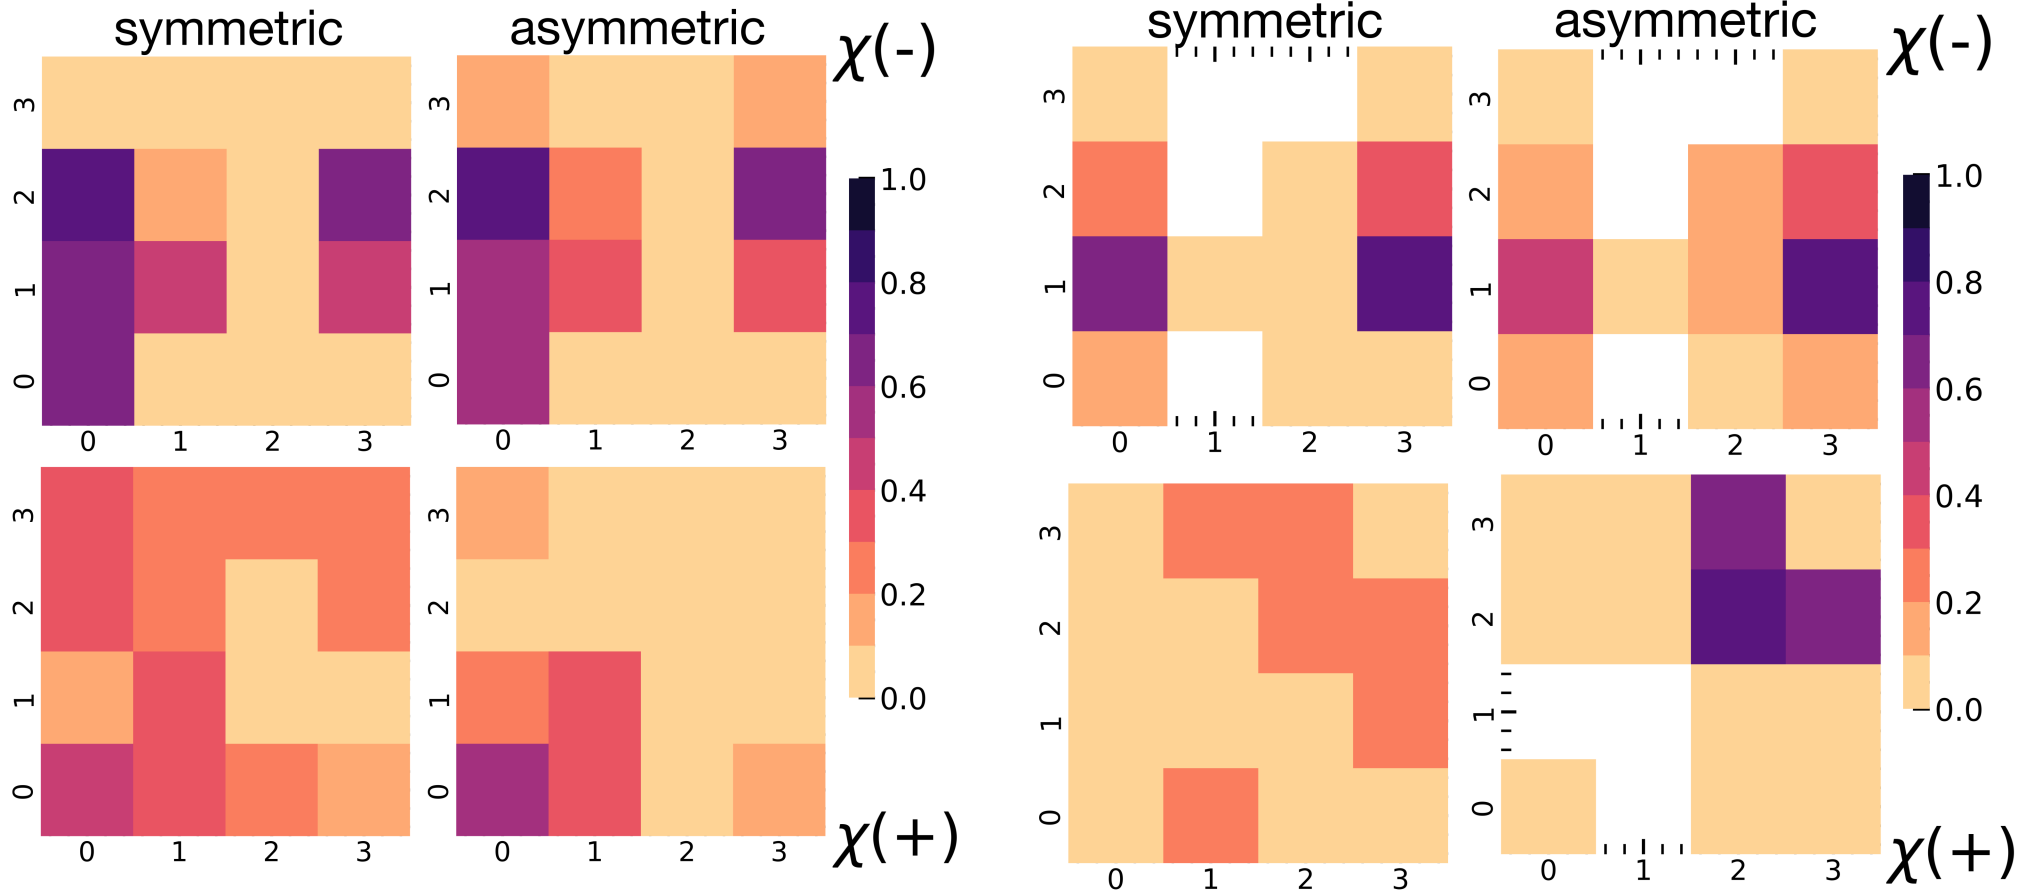 symmetric asymmetric χ(-) symmetric asymmetric χ(-)
3 3 3 3
2 2 1.0 2 2 1.0
1 1 0.8 1 1 0.8
0 0 0.6 0 0 0.6
0 1 2 3 0 1 2 3 0 1 2 3 0 1 2 3
3 3 0.4 3 3 0.4
2 2 0.2 2 2 0.2
1 1 0.0 1 1 0.0
0 0 0 0
0 1 2 3 0 1 2 3 χ(+) 0 1 2 3 0 1 2 3 χ(+)